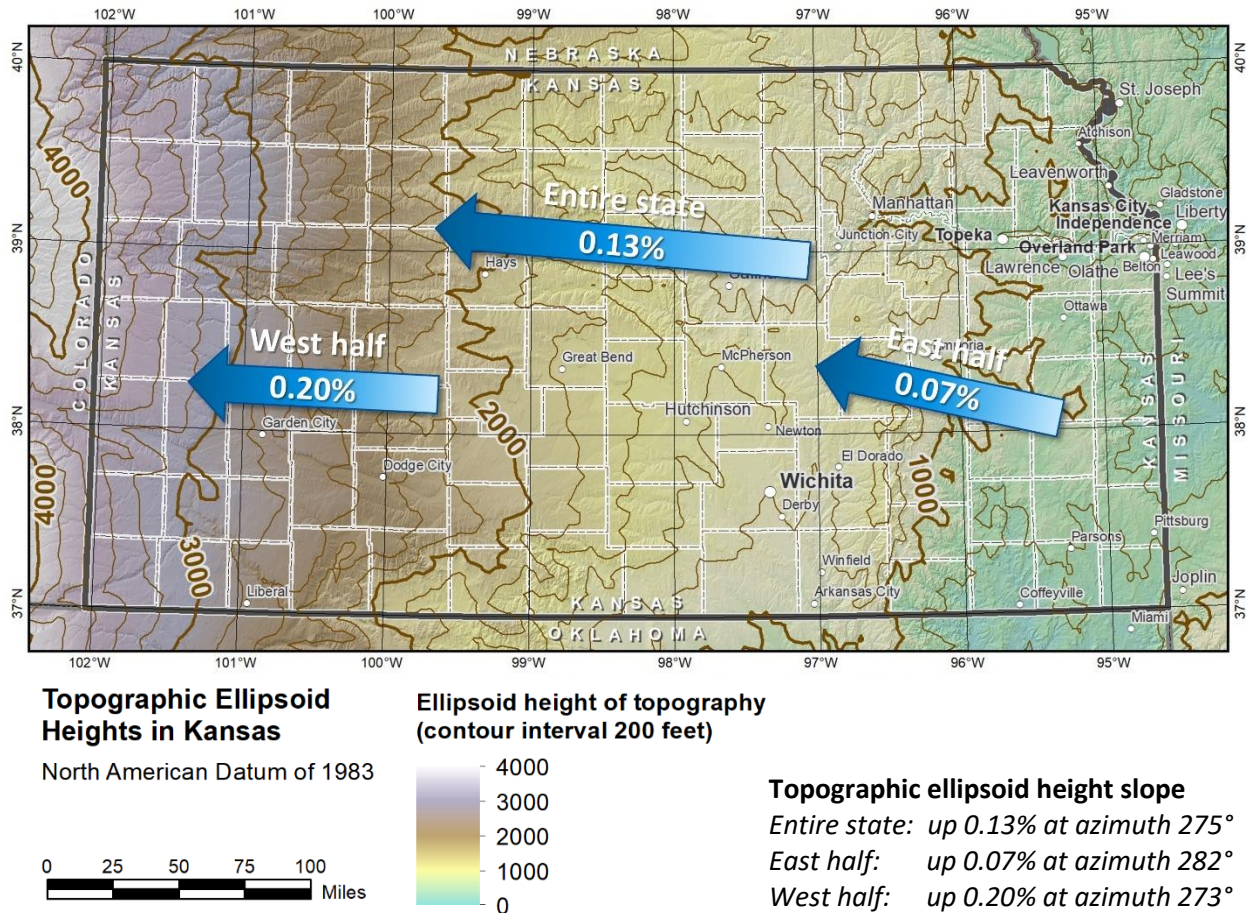 102°W 101°W 100°W 99°W 98°W 97°W 96°W 95°W
40°N
40°N
NEBRASKA
KANSAS
St. Joseph
Atchison
4000
Leavenworth
Entire state
Manhattan
Gladstone
Kansas City
Liberty
Independence
39°N
39°N
0.13%
Junction City
Topeka
Merriam
Overland Park
Leawood
Hays
Lawrence
Olathe
Belton
Lee's
Summit
Salina
Ottawa
COLORADO
KANSAS
West half
East half
Emporia
Great Bend
McPherson
KANSAS
MISSOURI
0.20%
0.07%
2000
Hutchinson
38°N
38°N
Garden City
Newton
Dodge City
El Dorado
1000
4000
Wichita
Derby
Pittsburg
3000
Parsons
Winfield
Joplin
37°N
37°N
Liberal
KANSAS
Arkansas City
Coffeyville
OKLAHOMA
Miami
102°W 101°W 100°W 99°W 98°W 97°W 96°W 95°W
Topographic Ellipsoid
Heights in Kansas
North American Datum of 1983
0 25 50 75 100
Miles
Ellipsoid height of topography
(contour interval 200 feet)
4000
3000
2000
1000
0
Topographic ellipsoid height slope
Entire state: up 0.13% at azimuth 275°
East half: up 0.07% at azimuth 282°
West half: up 0.20% at azimuth 273°